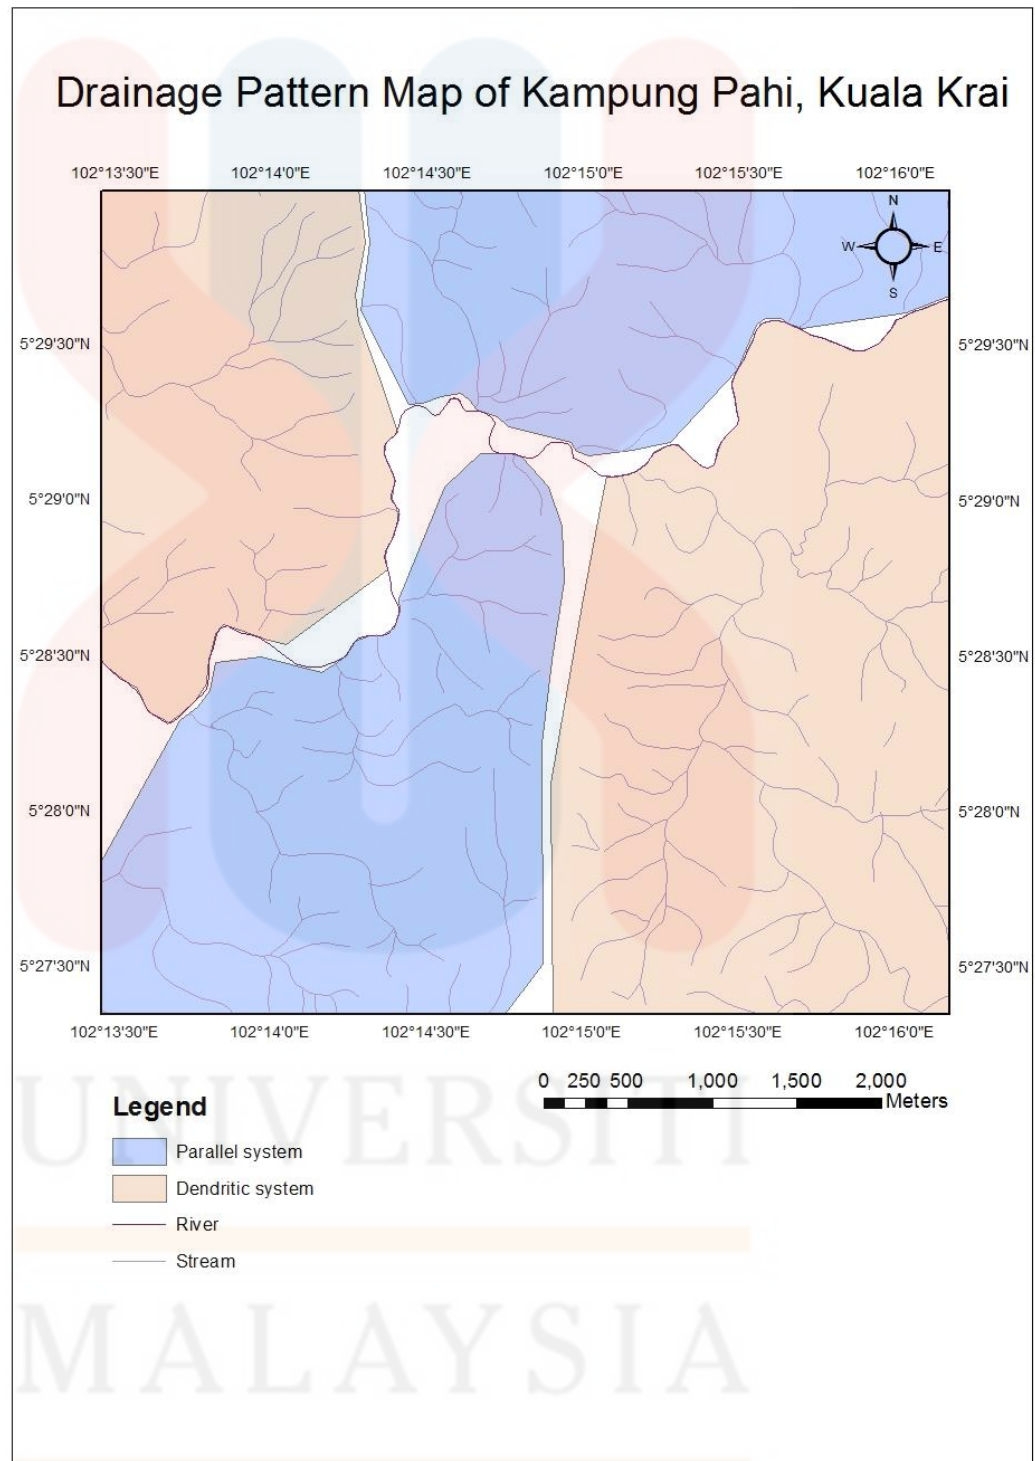 Drainage Pattern Map of Kampung Pahi, Kuala Krai
102°13'30"E 102°14'0"E 102°14'30"E 102°15'0"E 102°15'30"E 102°16'0"E
N
W E
S
5°29'30"N 5°29'30"N
5°29'0"N 5°29'0"N
5°28'30"N 5°28'30"N
5°28'0"N 5°28'0"N
5°27'30"N 5°27'30"N
102°13'30"E 102°14'0"E 102°14'30"E 102°15'0"E 102°15'30"E 102°16'0"E
0 250 500 1,000 1,500 2,000
Meters
Legend
Parallel system
Dendritic system
River
Stream
UNIVERSITI
MALAYSIA